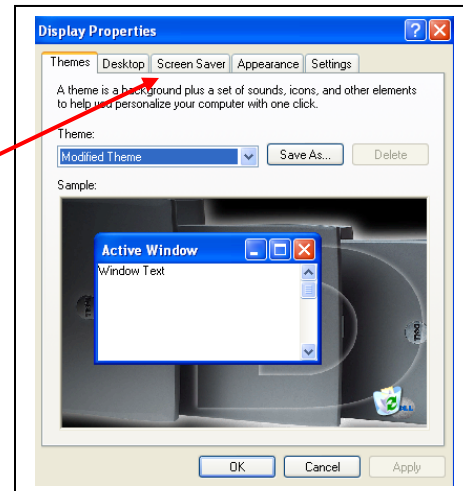 Display Properties
Themes Desktop Screen Saver Appearance Settings
A theme is a background plus a set of sounds, icons, and other elements
to help you personalize your computer with one click.
Theme:
Modified Theme Save As... Delete
Sample:
Active Window
Window Text
DELL
OK Cancel Apply